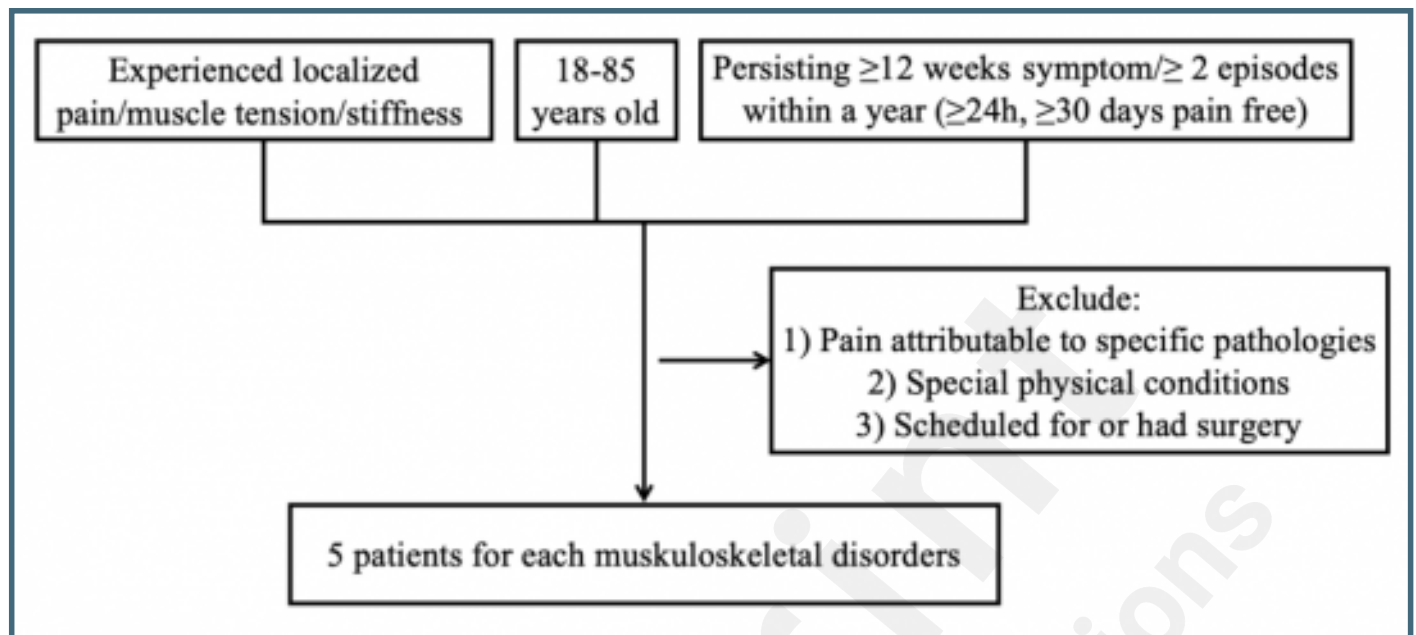 Experienced localized
pain/muscle tension/stiffness
18-85
years old
Persisting ≥12 weeks symptom/≥ 2 episodes
within a year (≥24h, ≥30 days pain free)
Exclude:
1) Pain attributable to specific pathologies
2) Special physical conditions
3) Scheduled for or had surgery
5 patients for each muskuloskeletal disorders